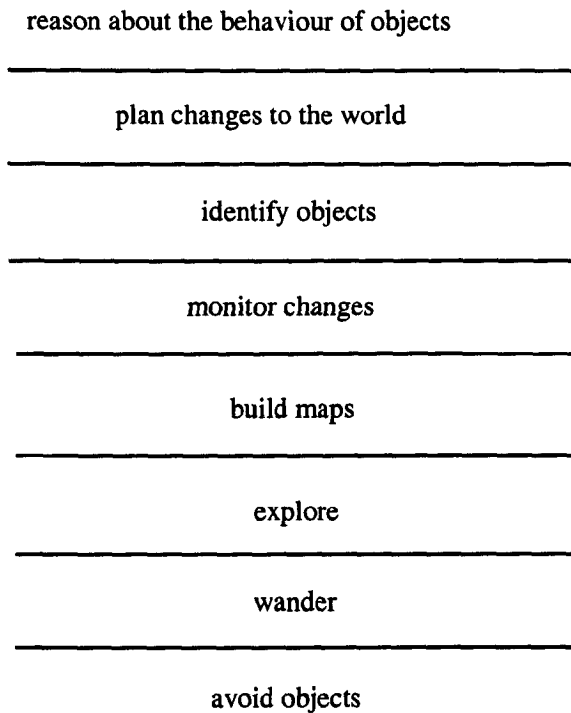 reason about the behaviour of objects
plan changes to the world
identify objects
monitor changes
build maps
explore
wander
avoid objects